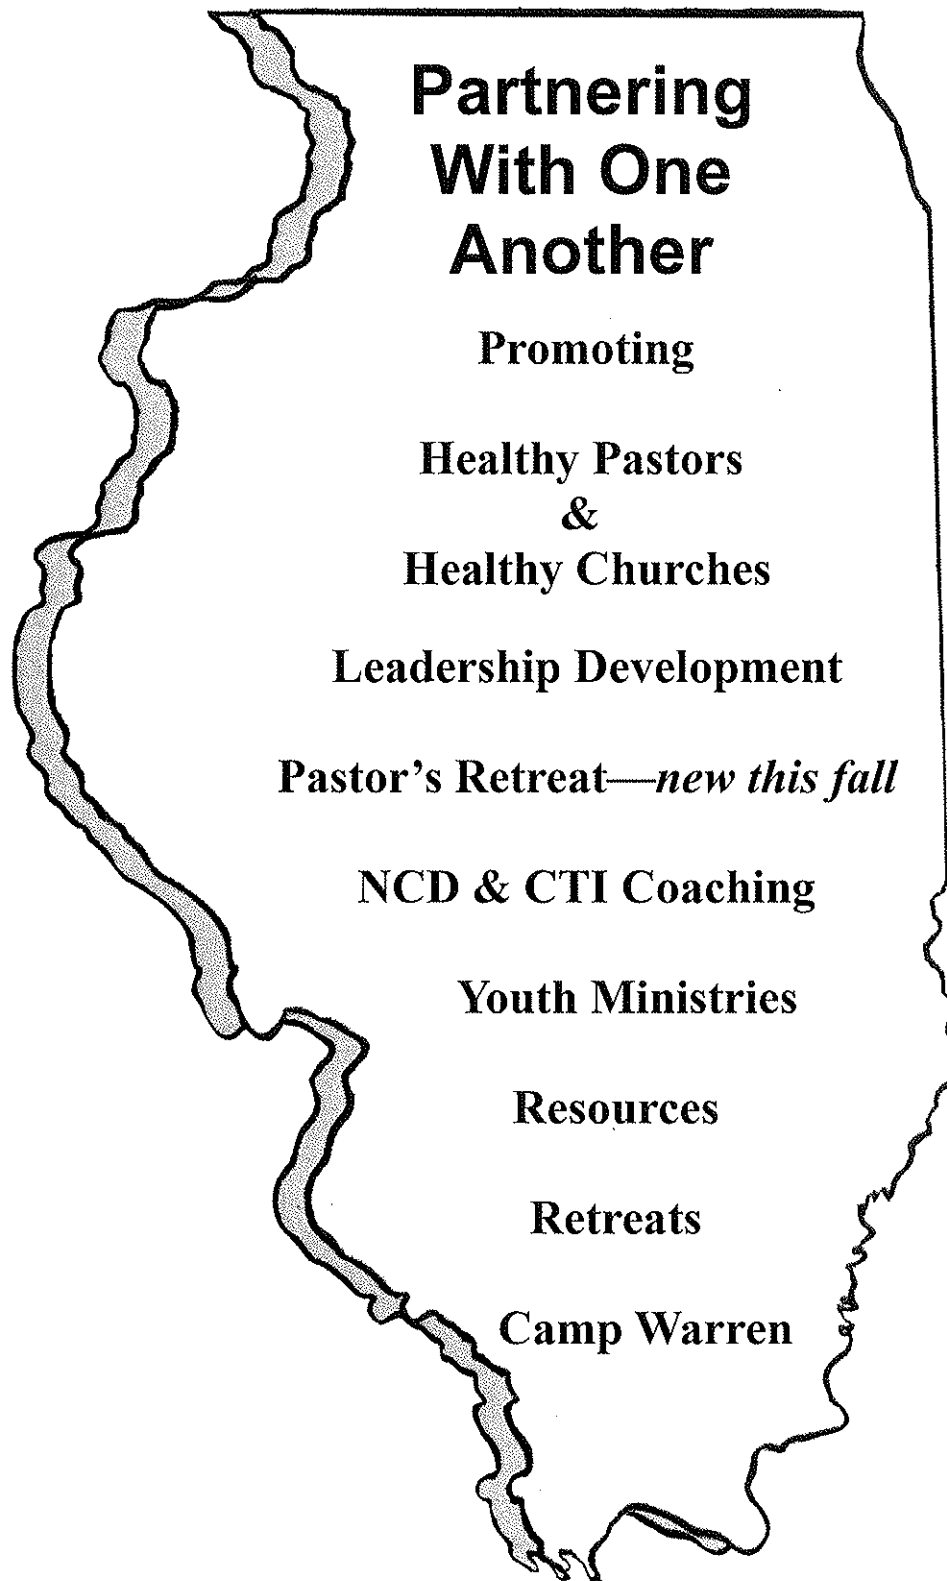 Partnering
With One
Another
Promoting
Healthy Pastors
&
Healthy Churches
Leadership Development
Pastor’s Retreat—new this fall
NCD & CTI Coaching
Youth Ministries
Resources
Retreats
Camp Warren